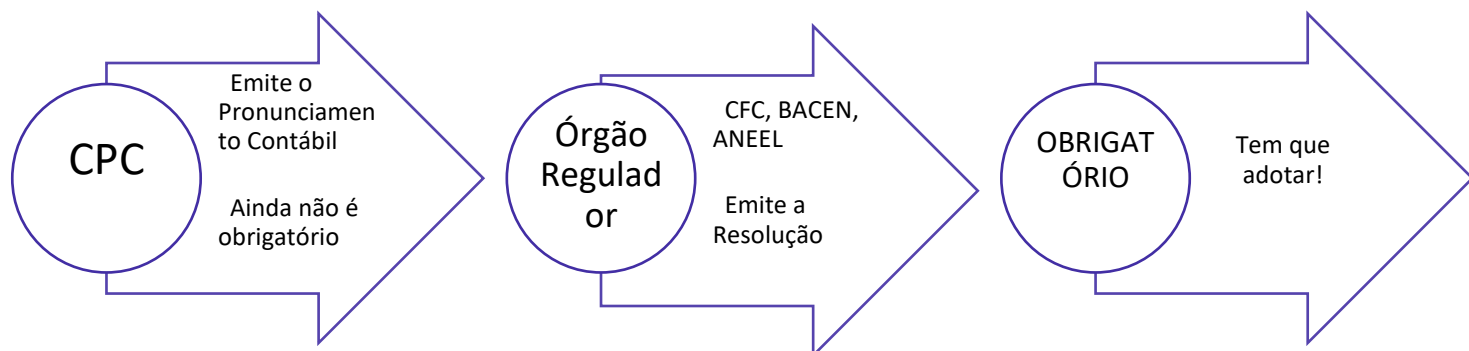 CPC
Emite o
Pronunciamen
to Contábil
Ainda não é
obrigatório
Órgão
Regulad
or
CFC, BACEN,
ANEEL
Emite a
Resolução
OBRIGAT
ÓRIO
Tem que
adotar!